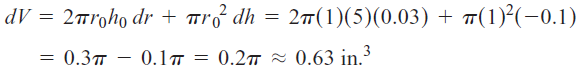 dV = 2πr₀h₀ dr + πr₀² dh = 2π(1)(5)(0.03) + π(1)²(−0.1)
= 0.3π − 0.1π = 0.2π ≈ 0.63 in.³